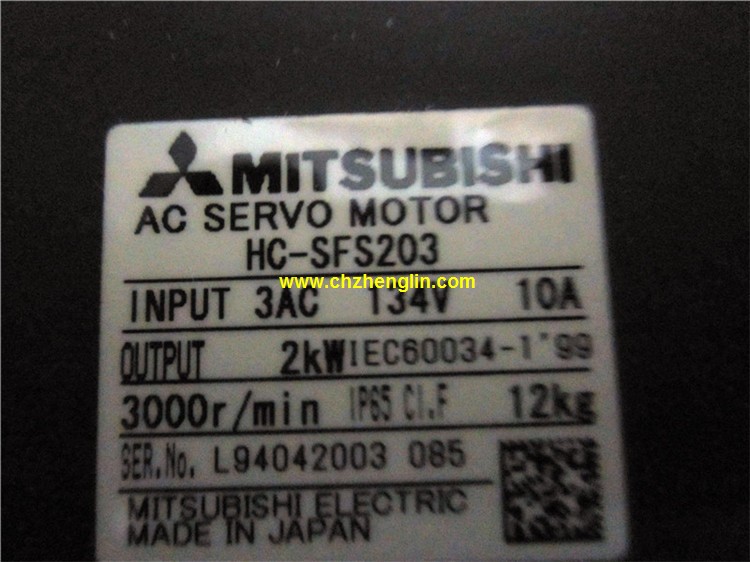 MITSUBISHI
AC SERVO MOTOR
HC-SFS203
www.chzhenglin.com
INPUT 3AC 134V 10A
OUTPUT 2kW IEC60034-1'99
3000r/min IP65 CI.F 12kg
SER.No. L94042003 085
MITSUBISHI ELECTRIC
MADE IN JAPAN